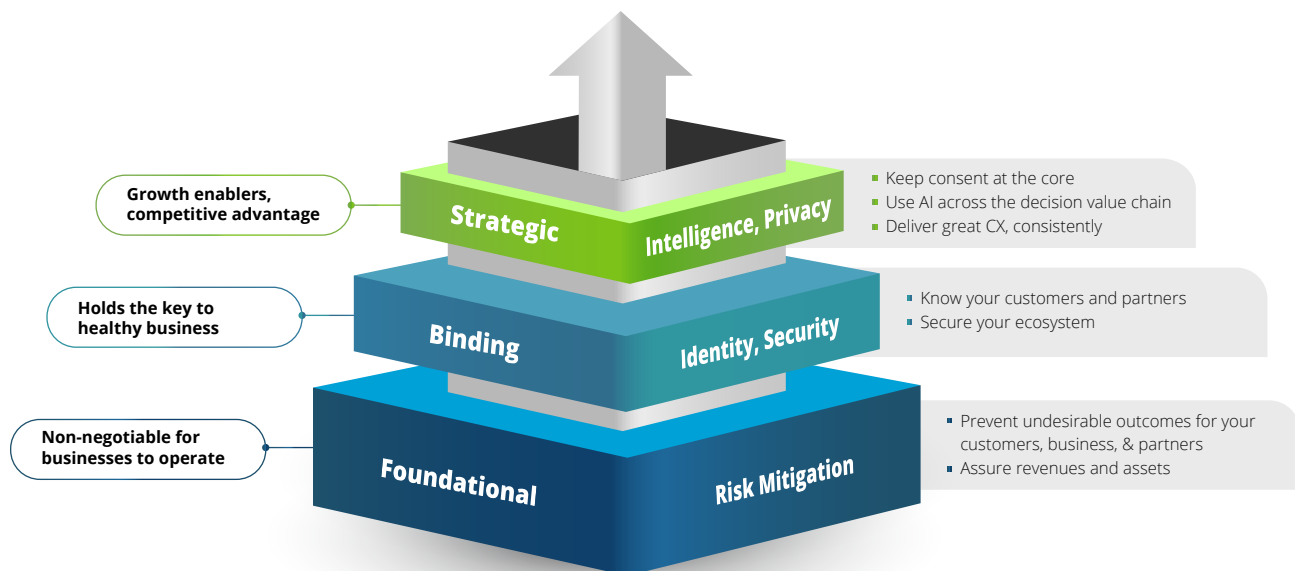 Growth enablers,
competitive advantage
Strategic
Intelligence, Privacy
Keep consent at the core
Use AI across the decision value chain
Deliver great CX, consistently
Holds the key to
healthy business
Binding
Identity, Security
Know your customers and partners
Secure your ecosystem
Non-negotiable for
businesses to operate
Foundational
Risk Mitigation
Prevent undesirable outcomes for your
customers, business, & partners
Assure revenues and assets